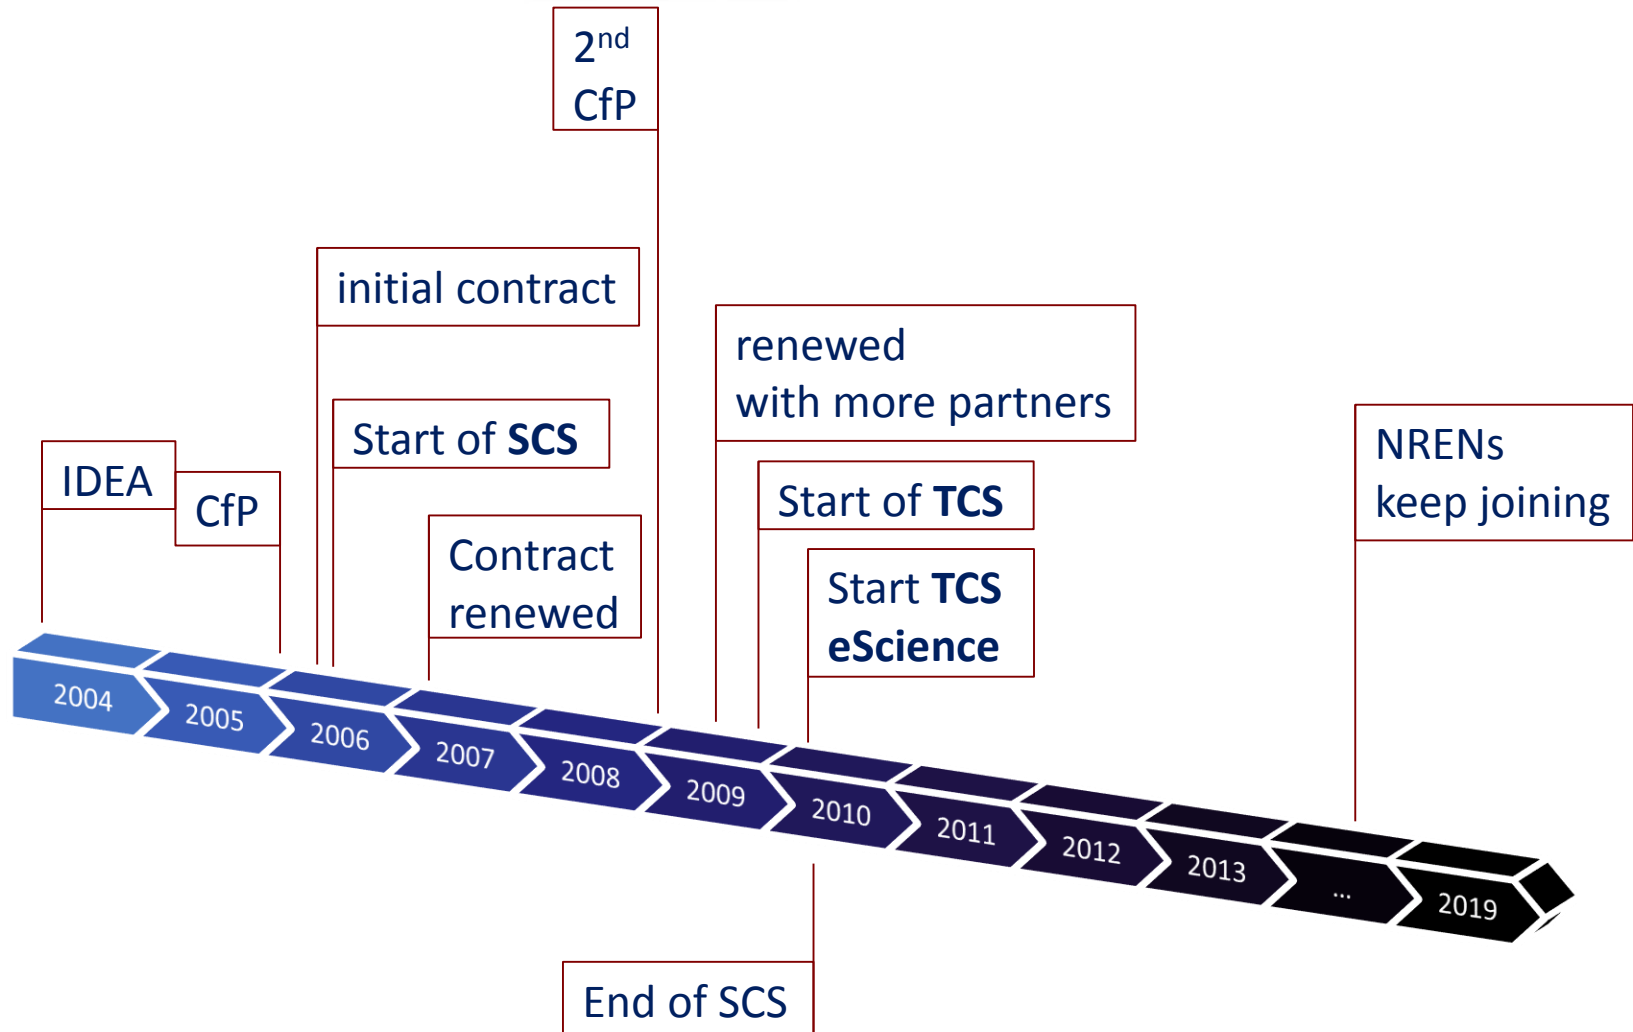 2nd
CfP
initial contract
renewed
with more partners
Start of SCS
NRENs
keep joining
IDEA
CfP
Start of TCS
Contract
renewed
Start TCS
eScience
2004
2005
2006
2007
2008
2009
2010
2011
2012
2013
...
2019
End of SCS